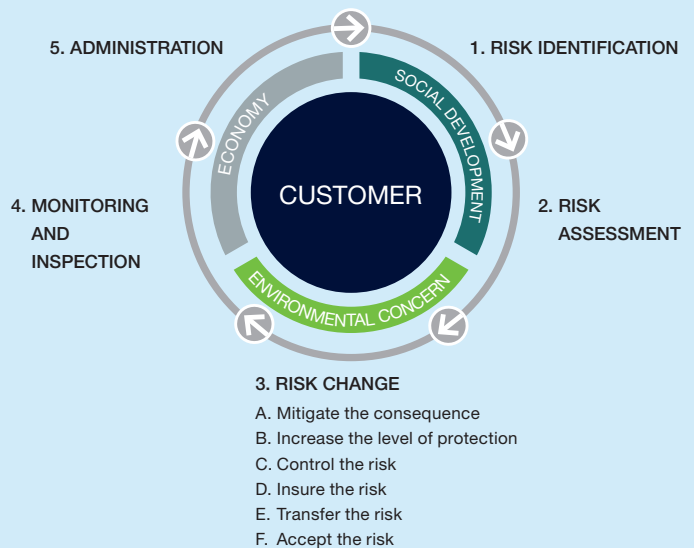 5. ADMINISTRATION
1. RISK IDENTIFICATION
ECONOMY
SOCIAL DEVELOPMENT
CUSTOMER
4. MONITORING
AND
INSPECTION
2. RISK
ASSESSMENT
ENVIRONMENTAL CONCERN
3. RISK CHANGE
A. Mitigate the consequence
B. Increase the level of protection
C. Control the risk
D. Insure the risk
E. Transfer the risk
F. Accept the risk